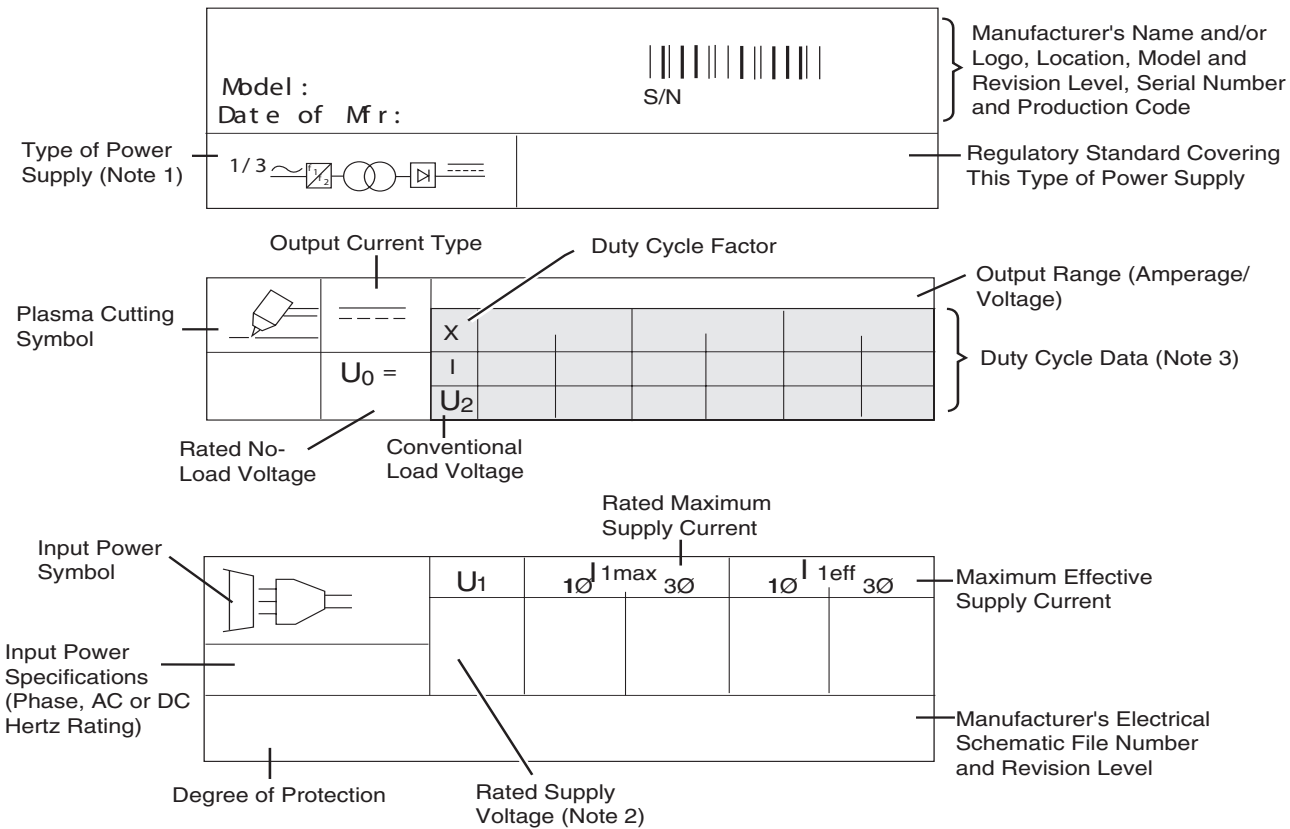 Manufacturer's Name and/or
Logo, Location, Model and
Revision Level, Serial Number
and Production Code
Model :
Date of Mfr:
S/N
Type of Power
Supply (Note 1)
1/3
f1
f2
Regulatory Standard Covering
This Type of Power Supply
Output Current Type
Duty Cycle Factor
Output Range (Amperage/
Voltage)
Plasma Cutting
Symbol
X
I
U2
U0 =
Duty Cycle Data (Note 3)
Rated No-
Load Voltage
Conventional
Load Voltage
Rated Maximum
Supply Current
Input Power
Symbol
U1
1Ø I 1max 3Ø
1Ø I 1eff 3Ø
Maximum Effective
Supply Current
Input Power
Specifications
(Phase, AC or DC
Hertz Rating)
Manufacturer's Electrical
Schematic File Number
and Revision Level
Degree of Protection
Rated Supply
Voltage (Note 2)